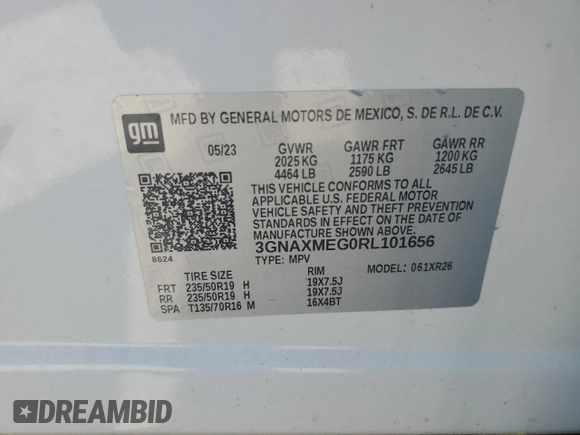 gm
MFD BY GENERAL MOTORS DE MEXICO, S. DE R.L. DE C.V.
05/23 GVWR GAWR FRT GAWR RR
2025 KG 1175 KG 1200 KG
4464 LB 2590 LB 2645 LB
THIS VEHICLE CONFORMS TO ALL
APPLICABLE U.S. FEDERAL MOTOR
VEHICLE SAFETY AND THEFT PREVENTION
STANDARDS IN EFFECT ON THE DATE OF
MANUFACTURE SHOWN ABOVE.
3GNAXMEG0RL101656
8624 TYPE: MPV MODEL: 061XR26
TIRE SIZE RIM
FRT 235/50R19 H 19X7.5J
RR 235/50R19 H 19X7.5J
SPA T135/70R16 M 16X4BT
DREAMBID